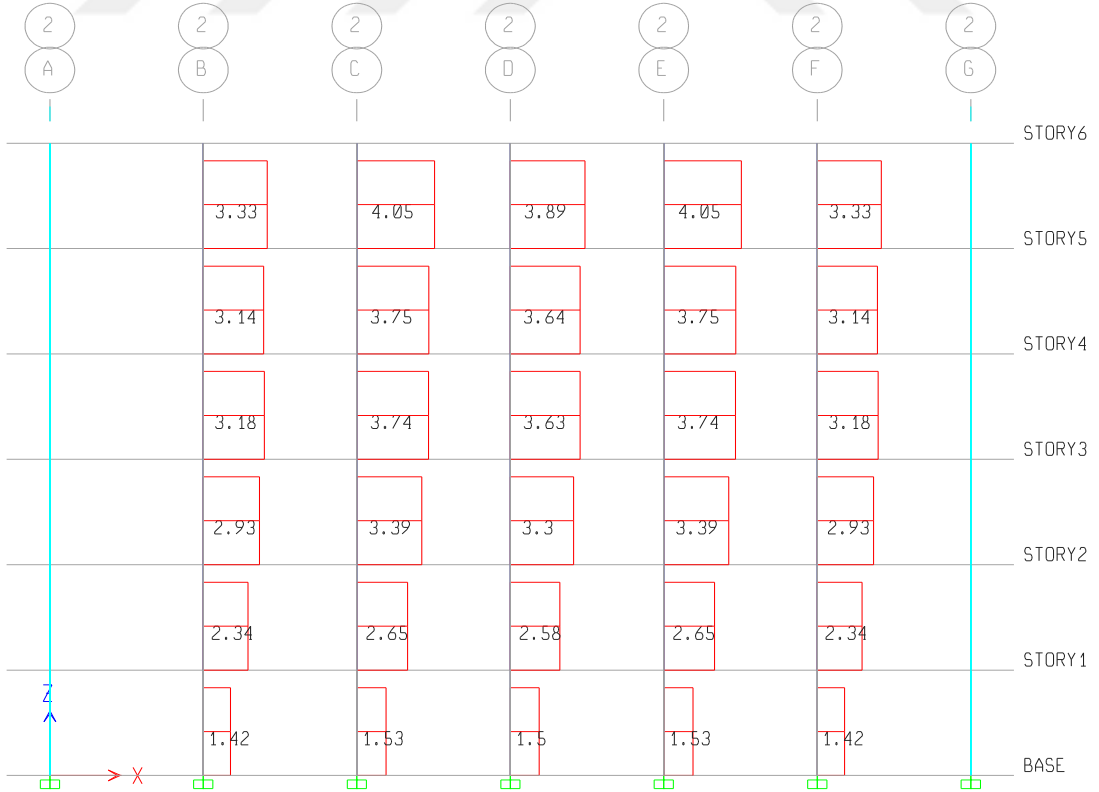 2 2 2 2 2 2 2
A B C D E F G
STORY6
3.33 4.05 3.89 4.05 3.33
STORY5
3.14 3.75 3.64 3.75 3.14
STORY4
3.18 3.74 3.63 3.74 3.18
STORY3
2.93 3.39 3.3 3.39 2.93
STORY2
2.34 2.65 2.58 2.65 2.34
STORY1
Z
1.42 1.53 1.5 1.53 1.42
BASE
X